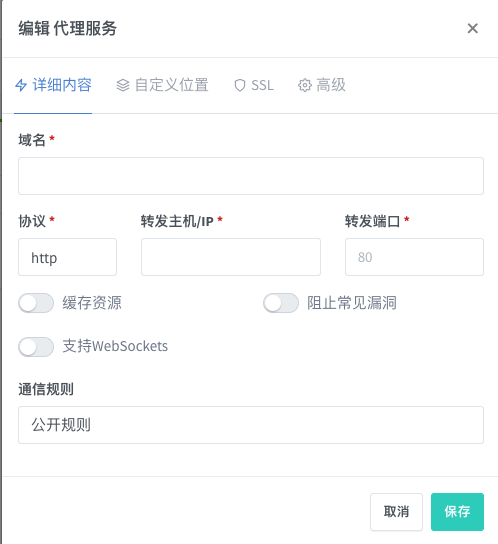 编辑 代理服务
详细内容 自定义位置 SSL 高级
域名 *
协议 * 转发主机/IP * 转发端口 *
http 80
缓存资源 阻止常见漏洞
支持WebSockets
通信规则
公开规则
取消 保存